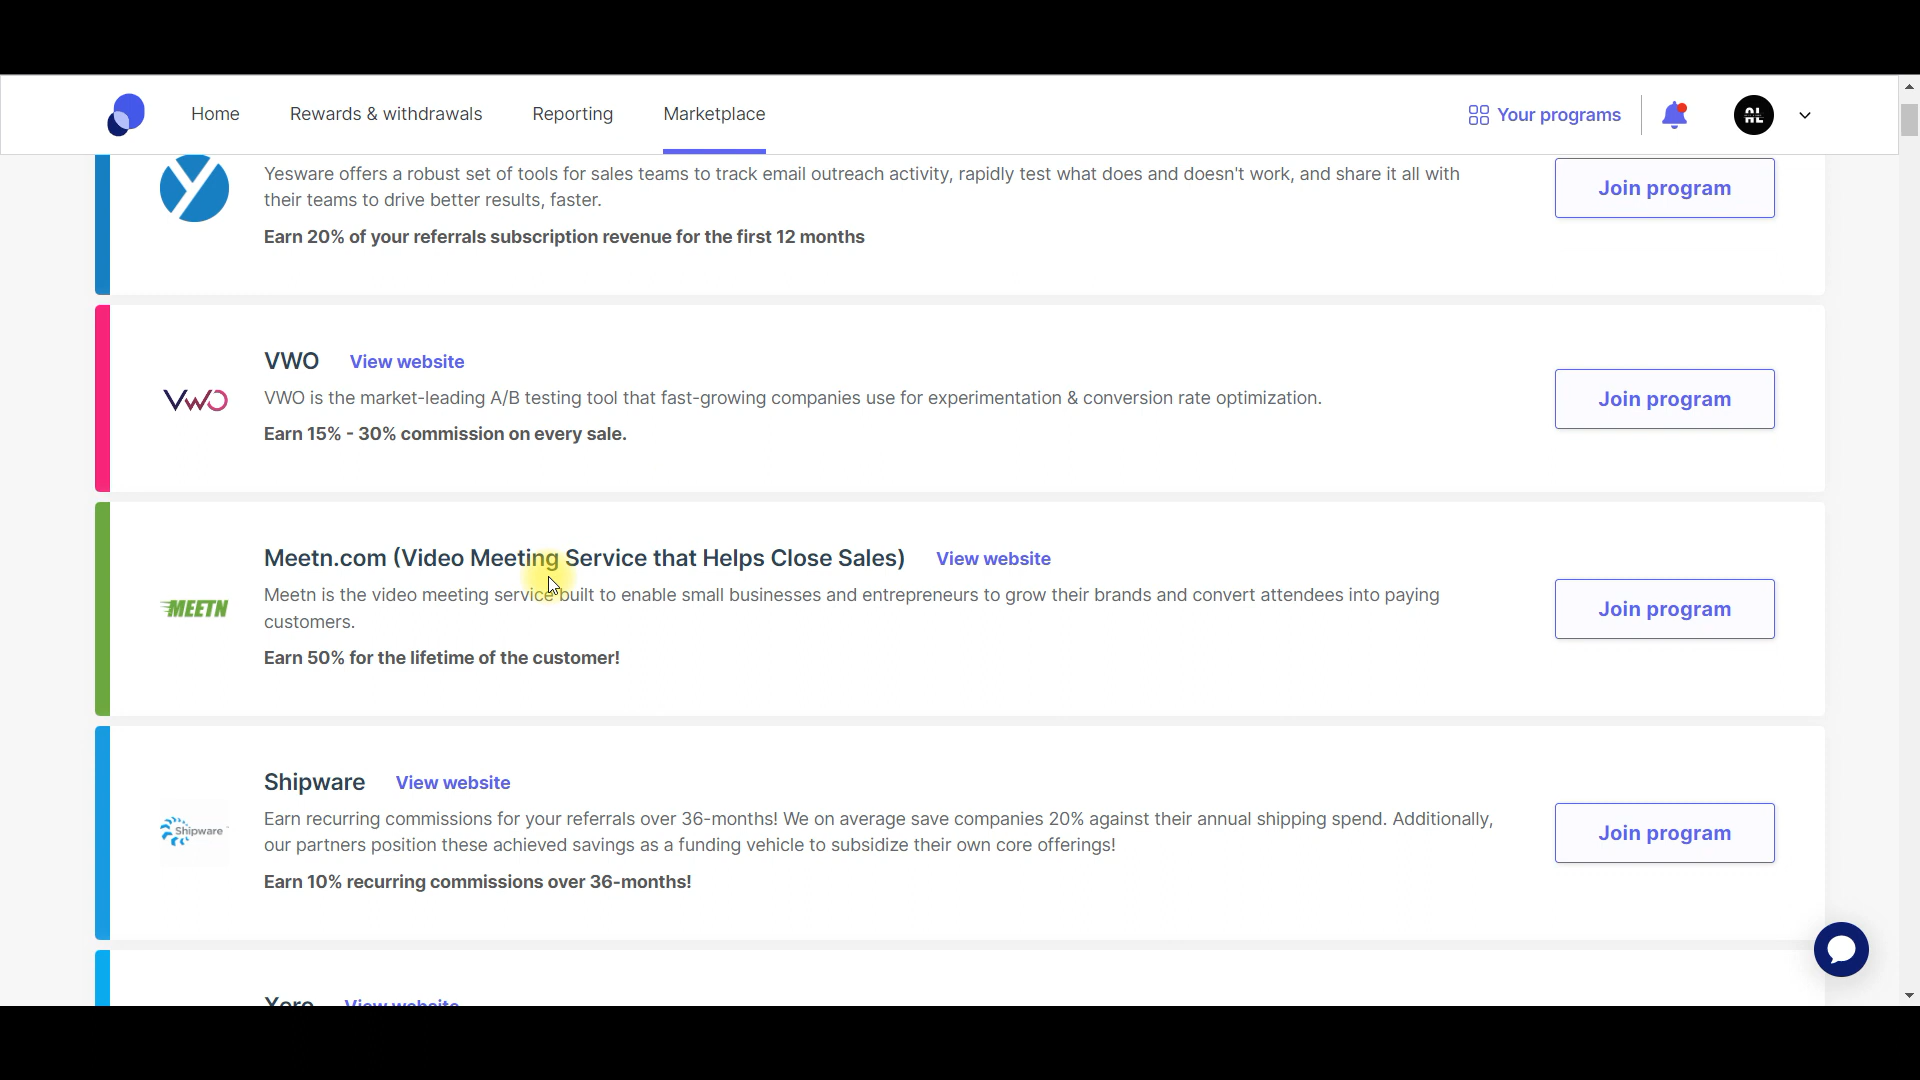 Home Rewards & withdrawals Reporting Marketplace Your programs AL
Yesware offers a robust set of tools for sales teams to track email outreach activity, rapidly test what does and doesn't work, and share it all with
their teams to drive better results, faster.
Earn 20% of your referrals subscription revenue for the first 12 months
Join program
VWO View website
VWO
VWO is the market-leading A/B testing tool that fast-growing companies use for experimentation & conversion rate optimization.
Earn 15% - 30% commission on every sale.
Join program
Meetn.com (Video Meeting Service that Helps Close Sales) View website
MEETN
Meetn is the video meeting service built to enable small businesses and entrepreneurs to grow their brands and convert attendees into paying
customers.
Earn 50% for the lifetime of the customer!
Join program
Shipware View website
Shipware
Earn recurring commissions for your referrals over 36-months! We on average save companies 20% against their annual shipping spend. Additionally,
our partners position these achieved savings as a funding vehicle to subsidize their own core offerings!
Earn 10% recurring commissions over 36-months!
Join program
Xero View website